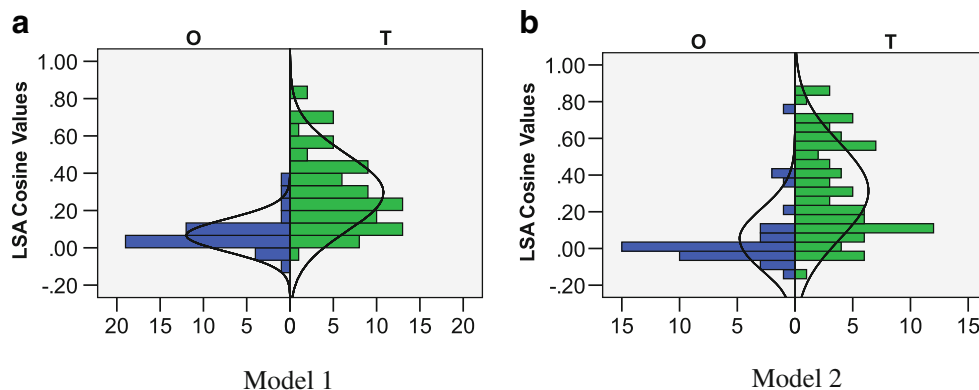 a
O T
LSA Cosine Values
1.00
.80
.60
.40
.20
.00
-.20
20 15 10 5 0 5 10 15 20
Model 1
b
O T
LSA Cosine Values
1.00
.80
.60
.40
.20
.00
-.20
15 10 5 0 5 10 15
Model 2